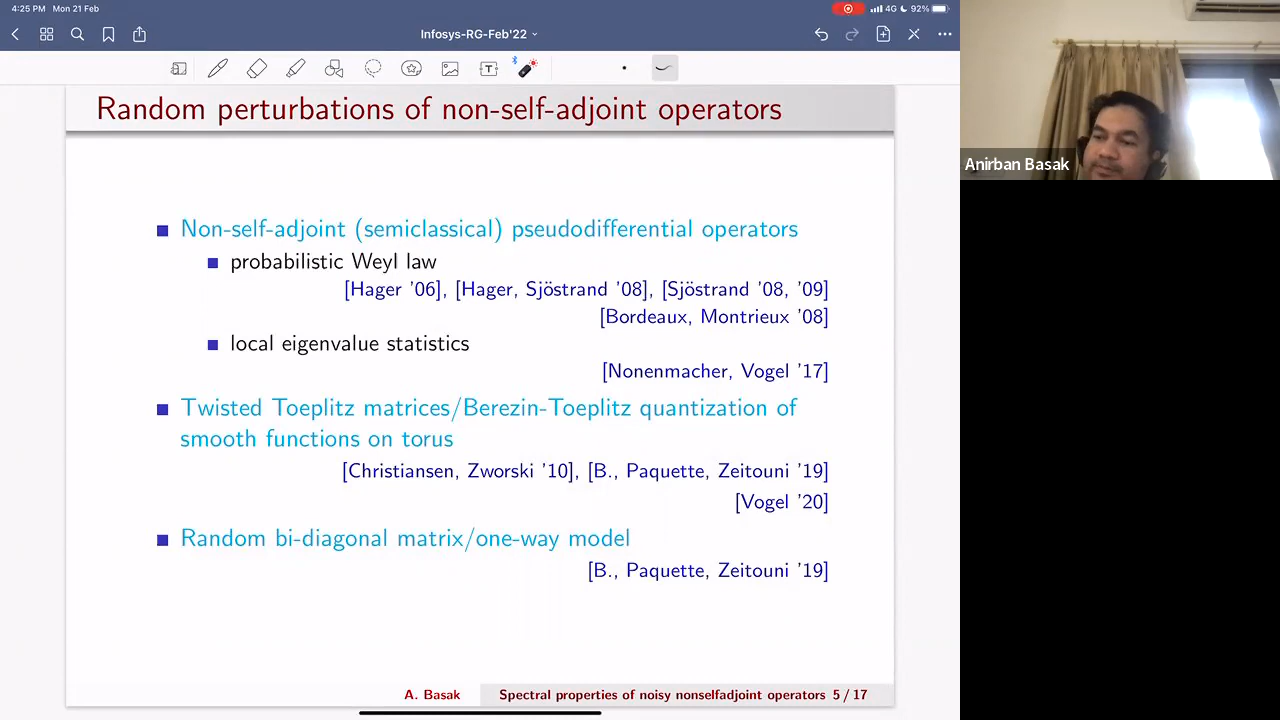 4:25 PM Mon 21 Feb
4G 92%
Infosys-RG-Feb'22
Random perturbations of non-self-adjoint operators
Non-self-adjoint (semiclassical) pseudodifferential operators
probabilistic Weyl law
[Hager '06], [Hager, Sjöstrand '08], [Sjöstrand '08, '09]
[Bordeaux, Montrieux '08]
local eigenvalue statistics
[Nonenmacher, Vogel '17]
Twisted Toeplitz matrices/Berezin-Toeplitz quantization of
smooth functions on torus
[Christiansen, Zworski '10], [B., Paquette, Zeitouni '19]
[Vogel '20]
Random bi-diagonal matrix/one-way model
[B., Paquette, Zeitouni '19]
A. Basak Spectral properties of noisy nonselfadjoint operators 5 / 17
Anirban Basak